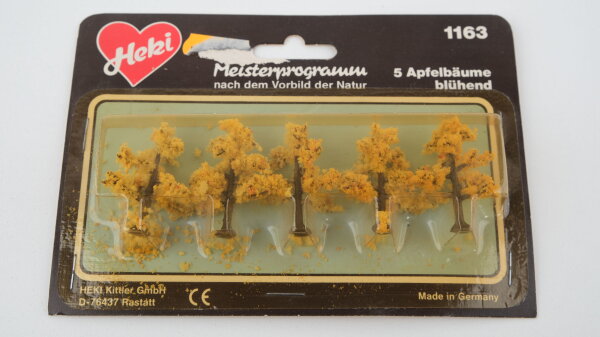 Heki
Meisterprogramm
nach dem Vorbild der Natur
1163
5 Apfelbäume
blühend
HEKI Kittler GmbH
D-76437 Rastatt
CE
Made in Germany